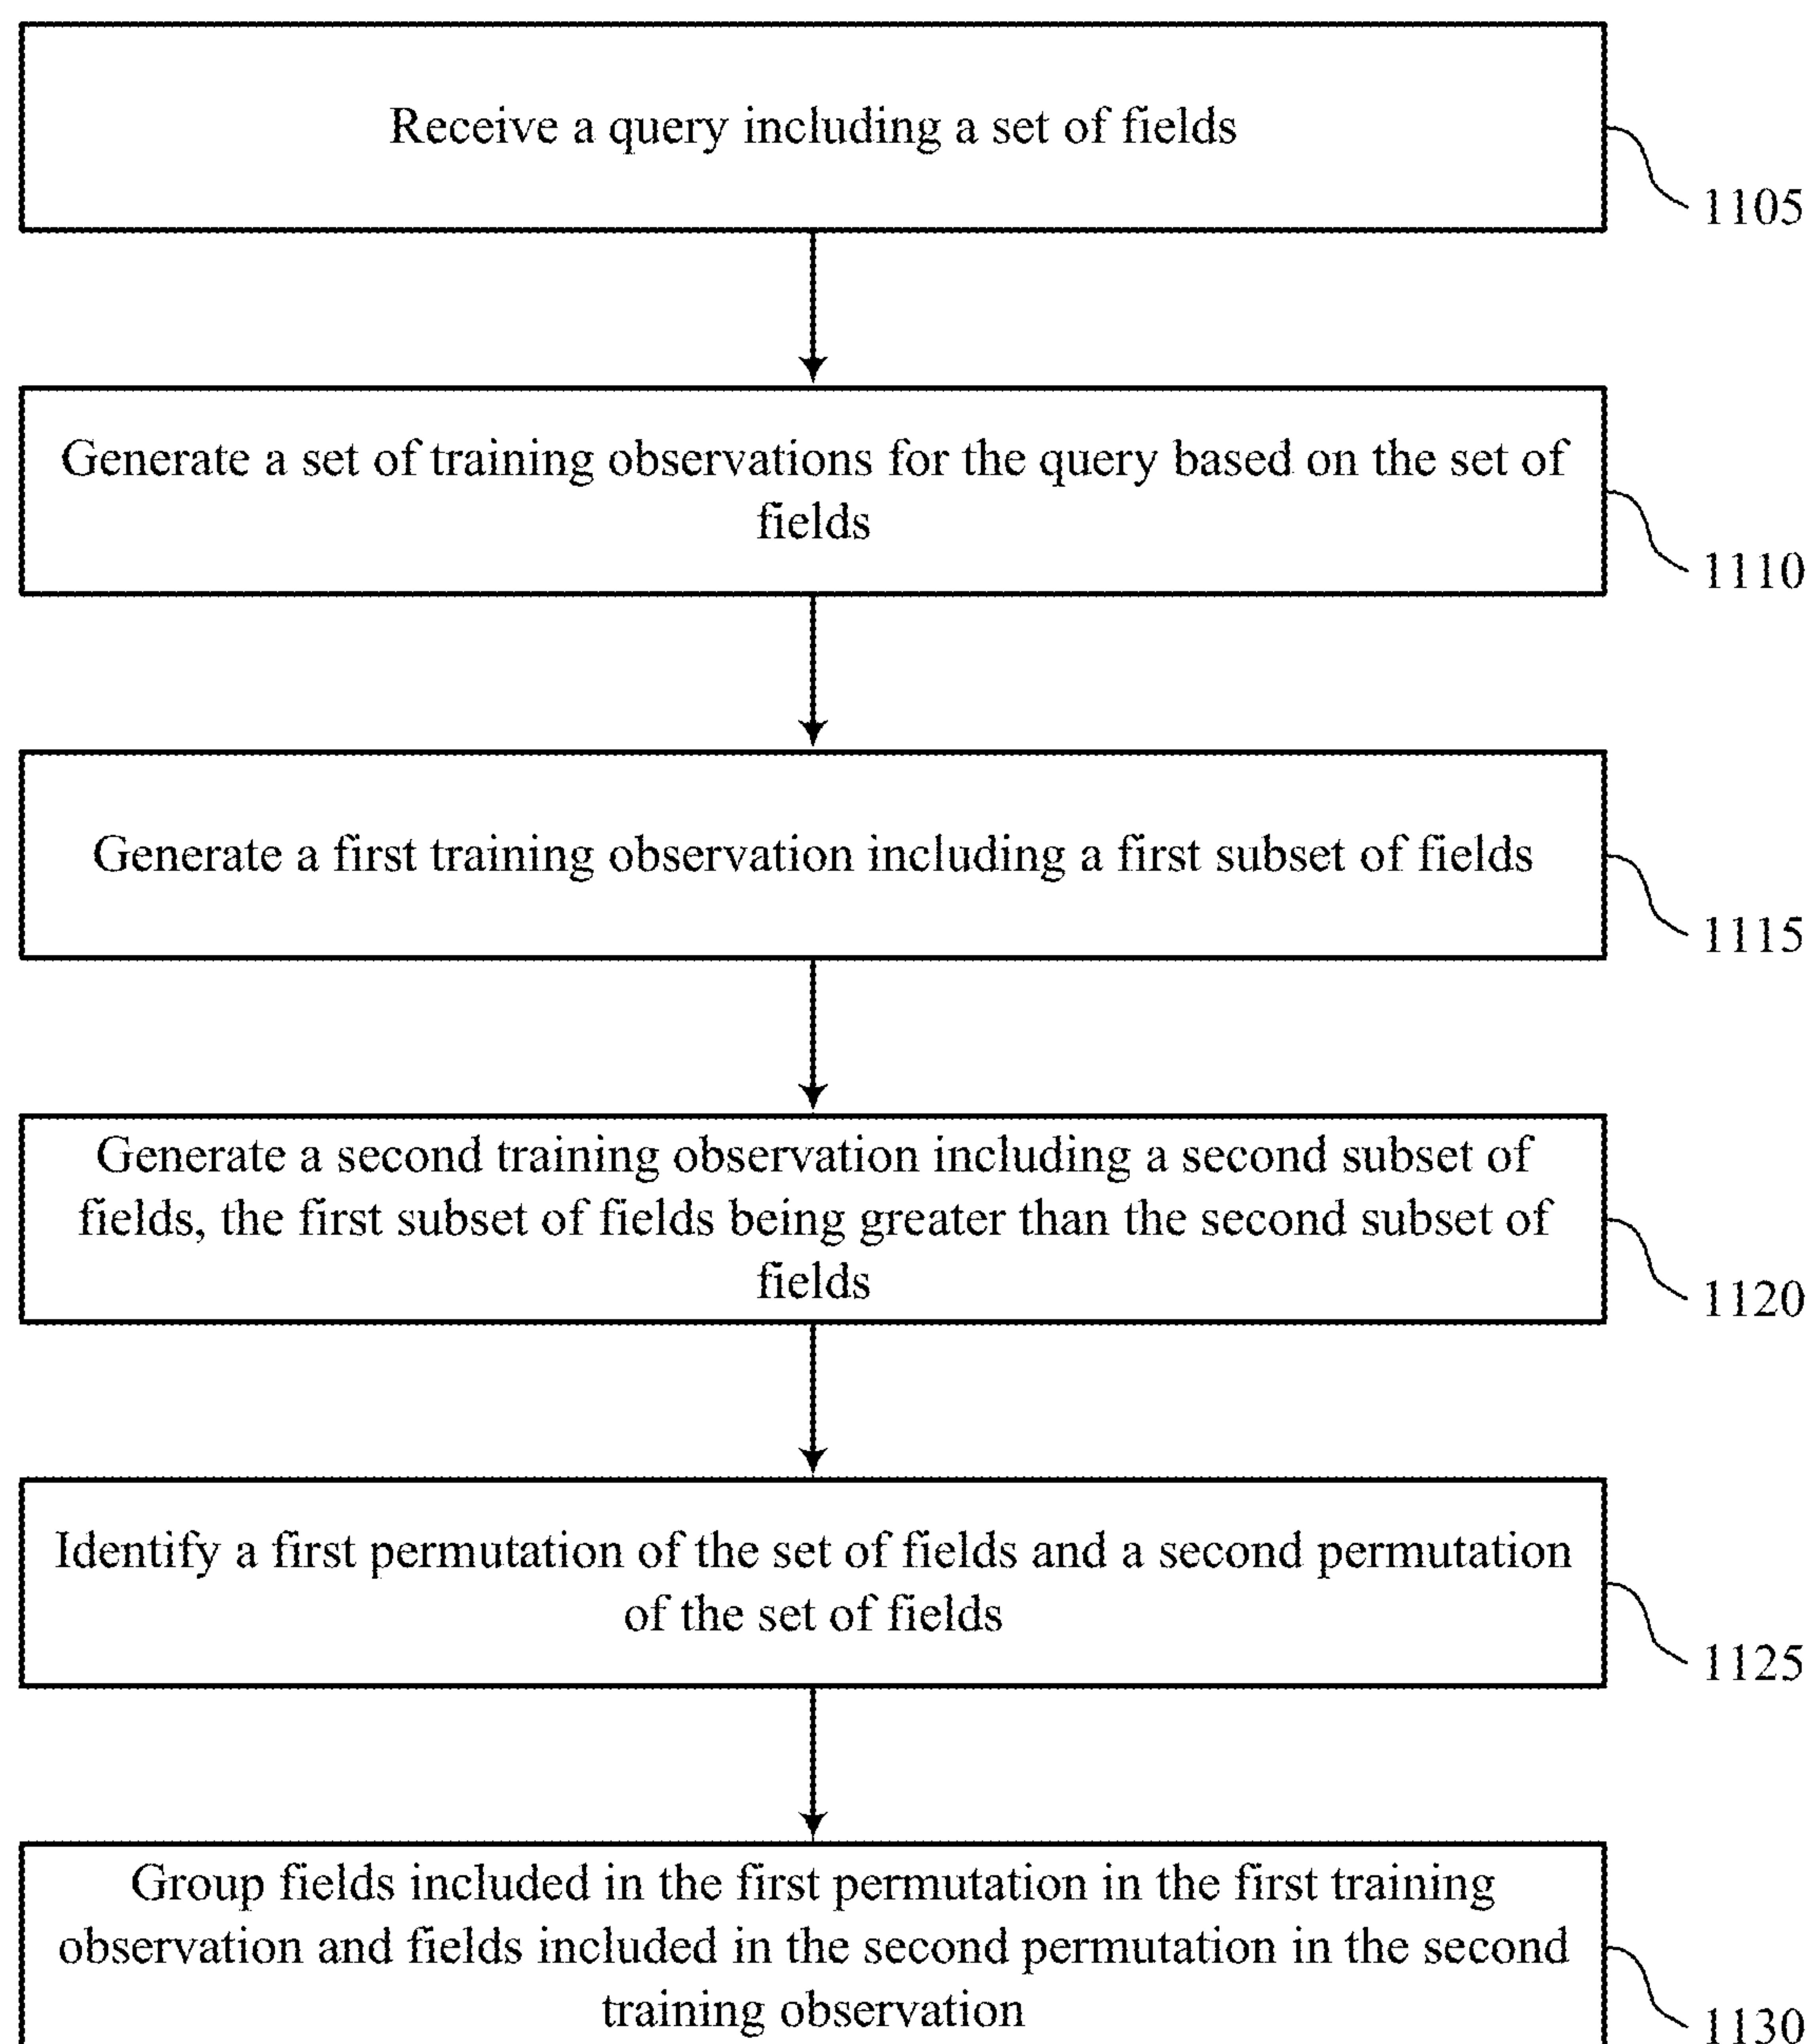 Receive a query including a set of fields
1105
Generate a set of training observations for the query based on the set of
fields
1110
Generate a first training observation including a first subset of fields
1115
Generate a second training observation including a second subset of
fields, the first subset of fields being greater than the second subset of
fields
1120
Identify a first permutation of the set of fields and a second permutation
of the set of fields
1125
Group fields included in the first permutation in the first training
observation and fields included in the second permutation in the second
training observation
1130